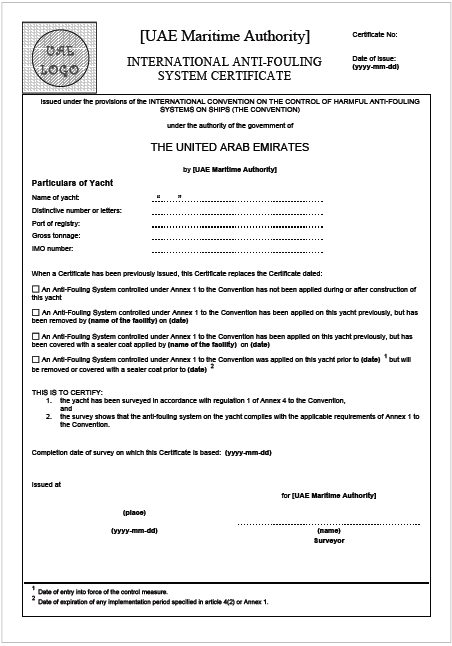 UAE
LOGO
[UAE Maritime Authority]
INTERNATIONAL ANTI-FOULING
SYSTEM CERTIFICATE
Certificate No:
Date of Issue:
(yyyy-mm-dd)
Issued under the provisions of the INTERNATIONAL CONVENTION ON THE CONTROL OF HARMFUL ANTI-FOULING
SYSTEMS ON SHIPS (THE CONVENTION)
under the authority of the government of
THE UNITED ARAB EMIRATES
by [UAE Maritime Authority]
Particulars of Yacht
Name of yacht: " "
Distinctive number or letters:
Port of registry:
Gross tonnage:
IMO number:
When a Certificate has been previously issued, this Certificate replaces the Certificate dated:
☐ An Anti-Fouling System controlled under Annex 1 to the Convention has not been applied during or after construction of
this yacht
☐ An Anti-Fouling System controlled under Annex 1 to the Convention has been applied on this yacht previously, but has
been removed by (name of the facility) on (date)
☐ An Anti-Fouling System controlled under Annex 1 to the Convention has been applied on this yacht previously, but has
been covered with a sealer coat applied by (name of the facility) on (date)
☐ An Anti-Fouling System controlled under Annex 1 to the Convention was applied on this yacht prior to (date) 1 but will
be removed or covered with a sealer coat prior to (date) 2
THIS IS TO CERTIFY:
1. the yacht has been surveyed in accordance with regulation 1 of Annex 4 to the Convention,
and
2. the survey shows that the anti-fouling system on the yacht complies with the applicable requirements of Annex 1 to
the Convention.
Completion date of survey on which this Certificate is based: (yyyy-mm-dd)
Issued at
for [UAE Maritime Authority]
(place)
(yyyy-mm-dd)
(name)
Surveyor
1 Date of entry into force of the control measure.
2 Date of expiration of any implementation period specified in article 4(2) or Annex 1.